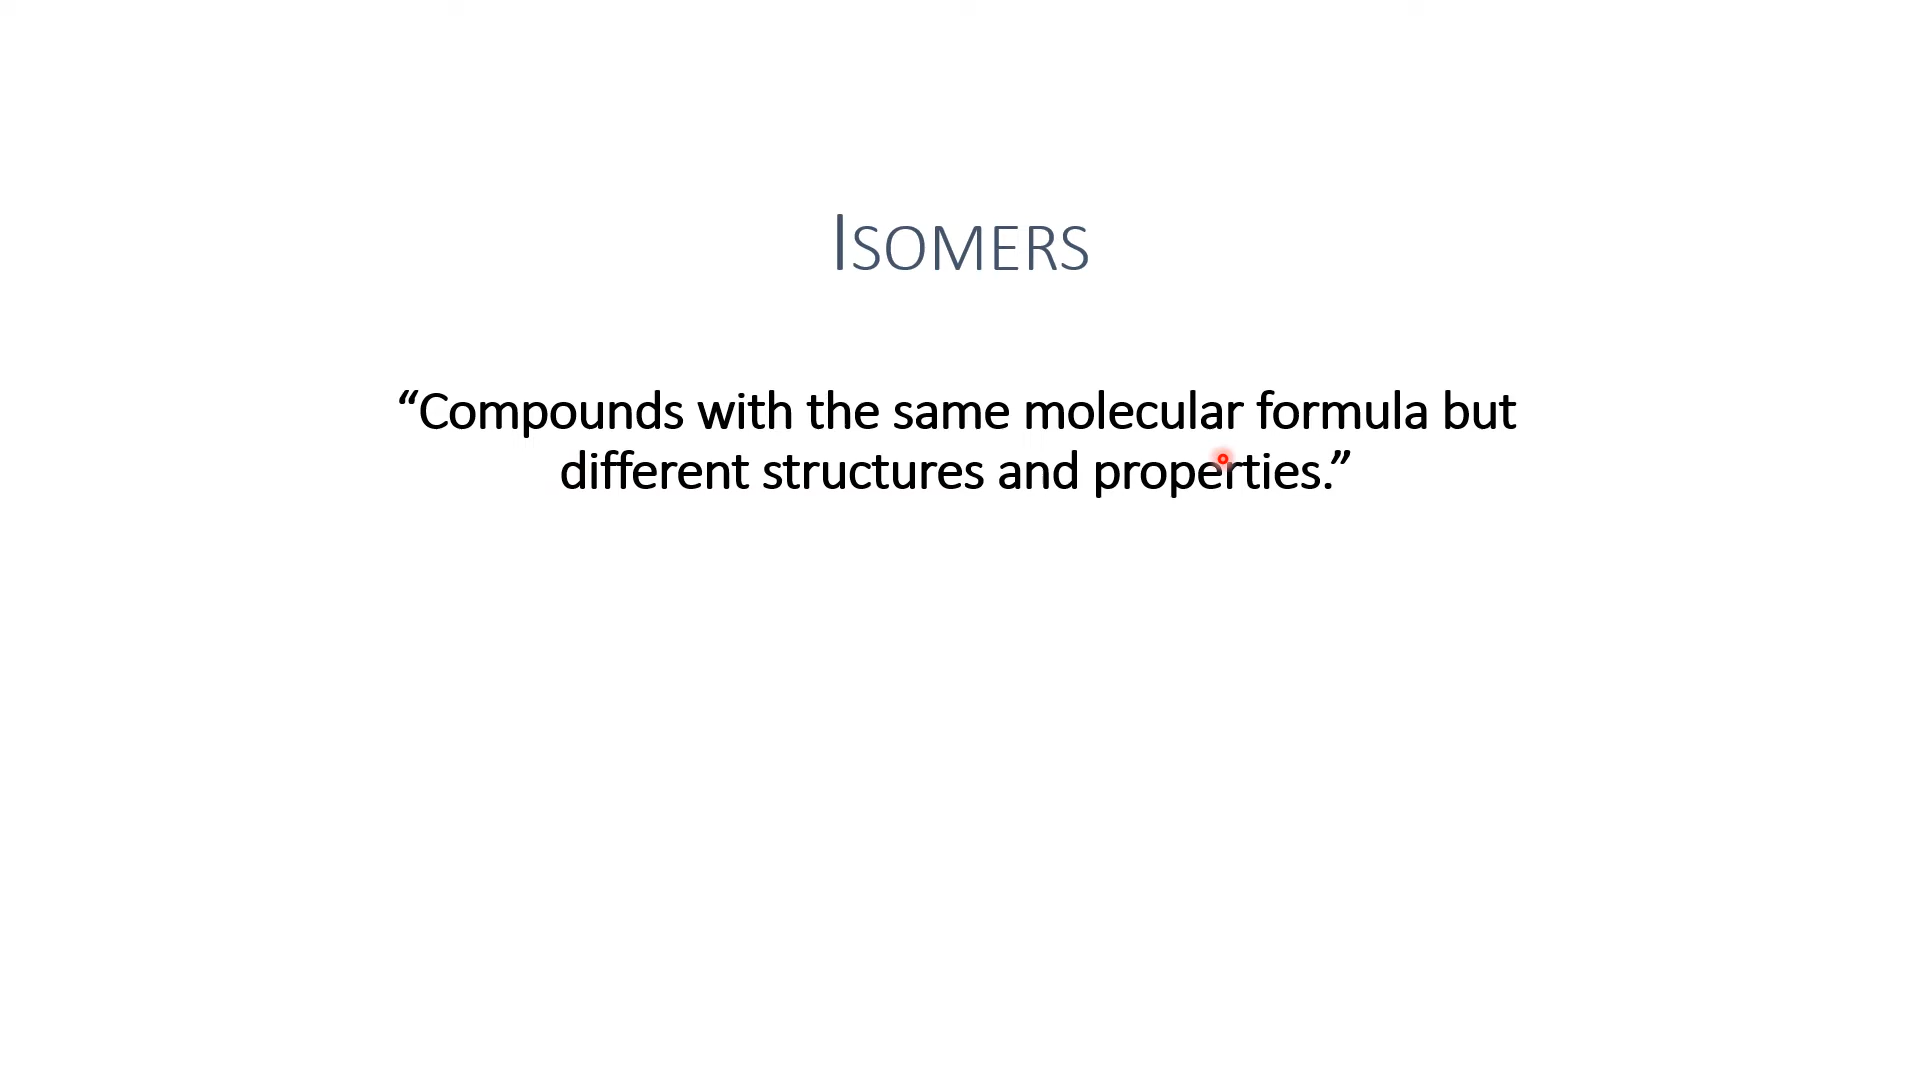 Isomers
“Compounds with the same molecular formula but
different structures and properties.”